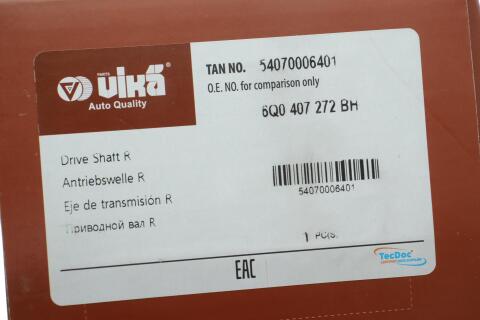 PARTS
vika®
Auto Quality
TAN NO. 54070006401
O.E. NO. for comparison only
6Q0 407 272 BH
Drive Shaft R
Antriebswelle R
Eje de transmisión R
Приводной вал R
54070006401
1 PC(S.
EAC
TecDoc